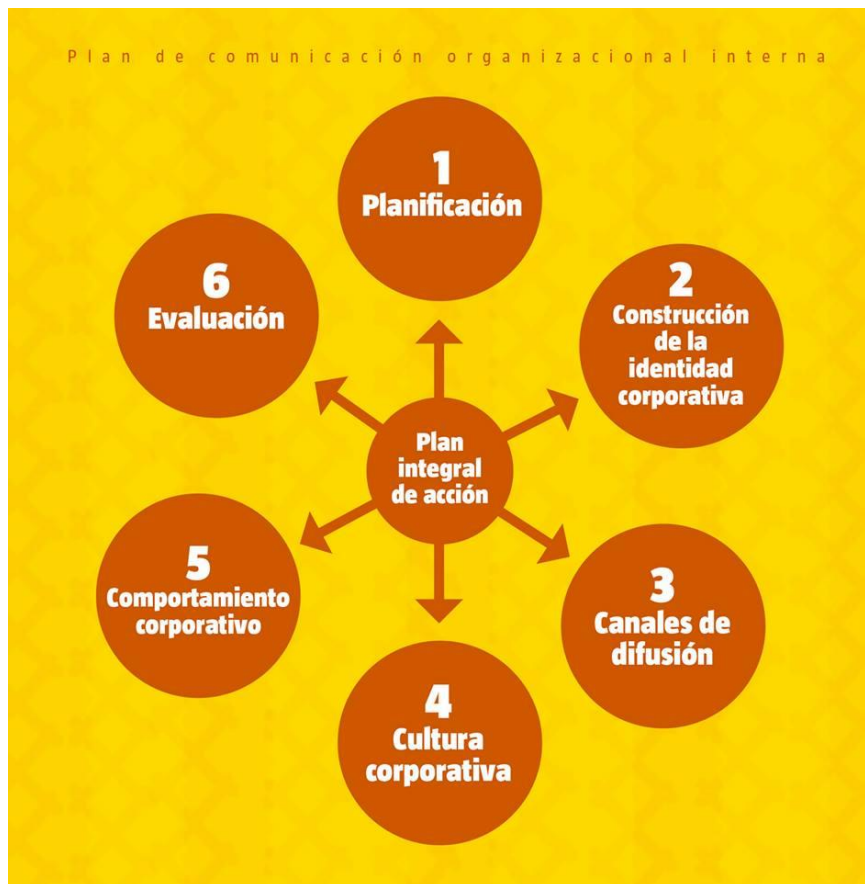 Plan de comunicación organizacional interna
1
Planificación
2
Construcción
de la
identidad
corporativa
3
Canales de
difusión
4
Cultura
corporativa
5
Comportamiento
corporativo
6
Evaluación
Plan
integral
de acción